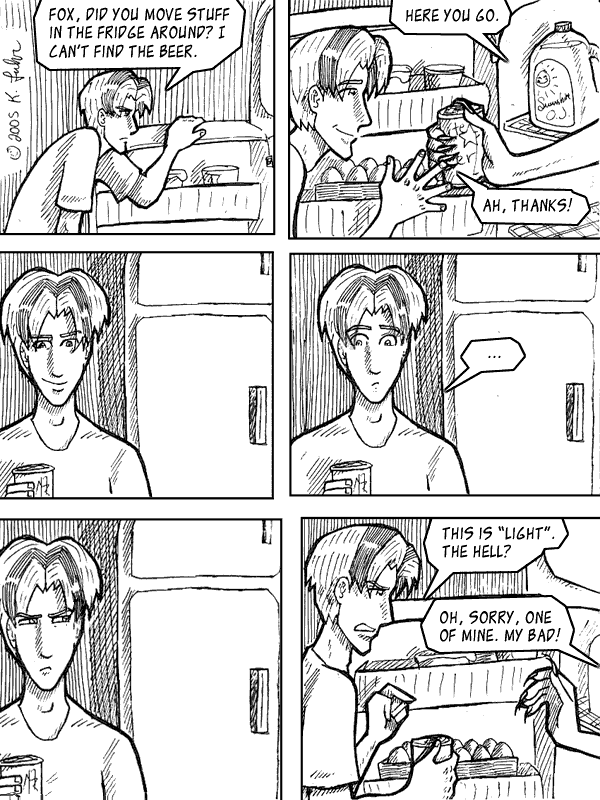 FOX, DID YOU MOVE STUFF
IN THE FRIDGE AROUND? I
CAN'T FIND THE BEER.
© 2005 K.
HERE YOU GO.
AH, THANKS!
...
THIS IS "LIGHT".
THE HELL?
OH, SORRY, ONE
OF MINE. MY BAD!